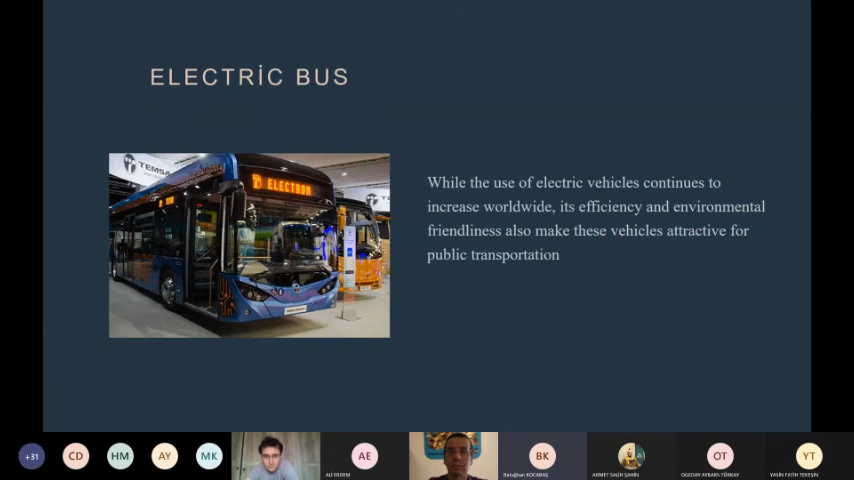 ELECTRİC BUS
TEMSA
ELECTRON
While the use of electric vehicles continues to
increase worldwide, its efficiency and environmental
friendliness also make these vehicles attractive for
public transportation
+31
CD
HM
AY
MK
AE
ALİ ERDEM
BK
Batuğhan KOCABAŞ
AHMET SALİH ŞAHİN
OT
OGEDAY AYBARS TÜRKAY
YT
YASİN FATİH TEKEŞİN